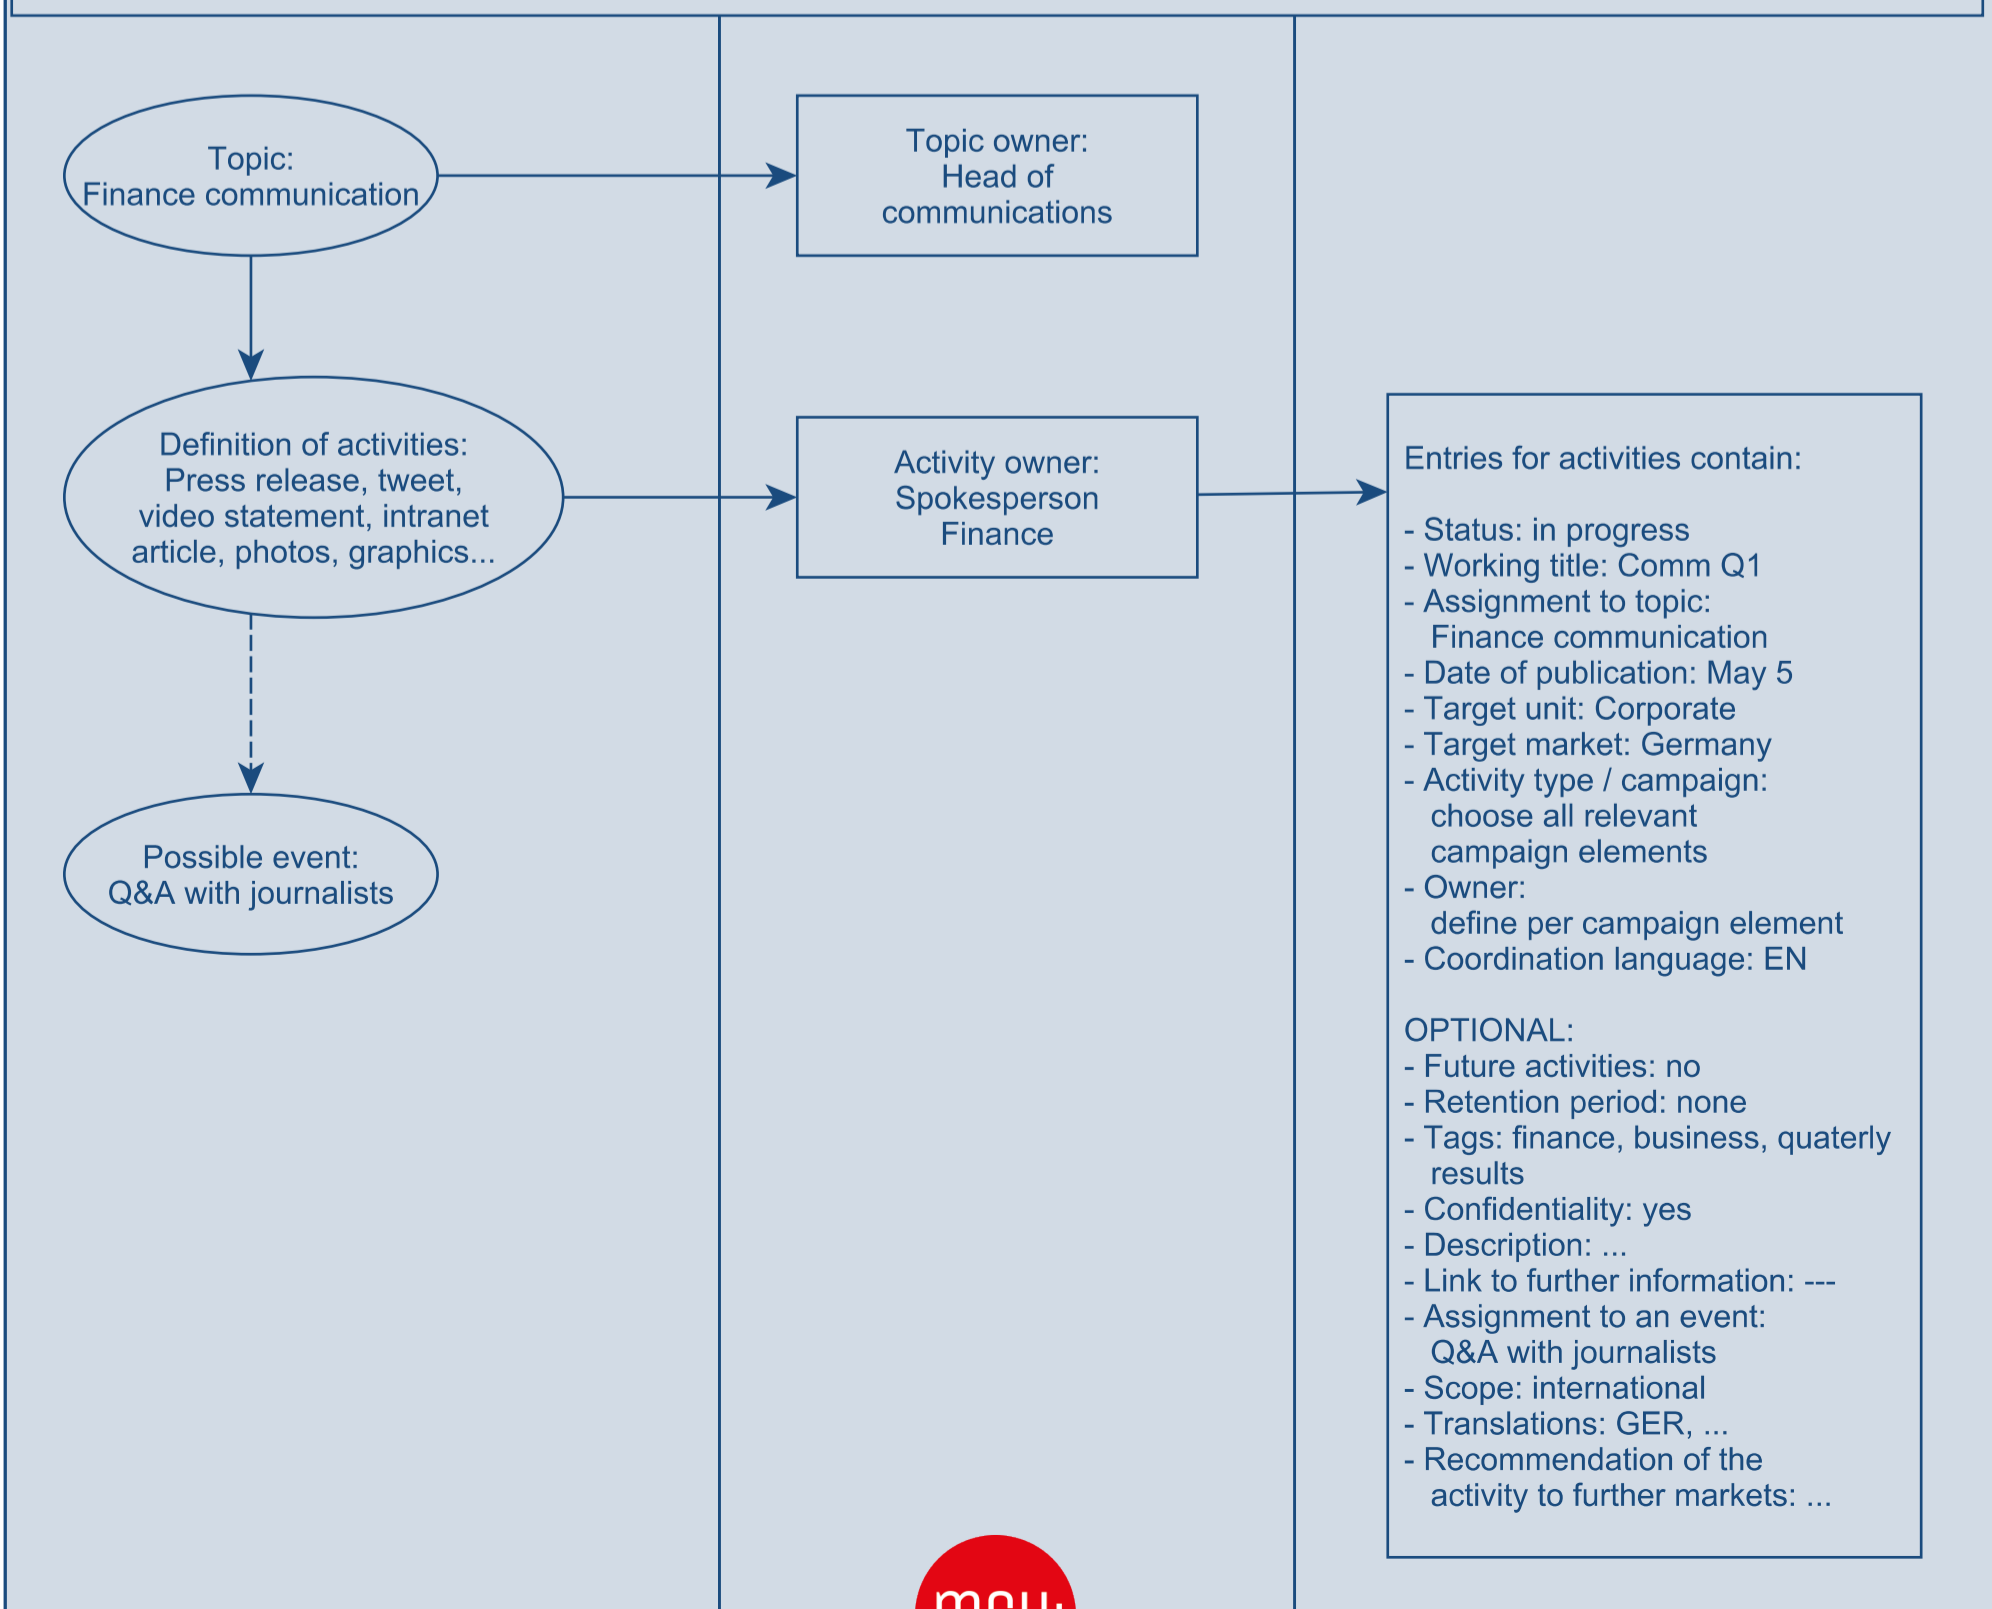 Topic:
Finance communication
Topic owner:
Head of
communications
Definition of activities:
Press release, tweet,
video statement, intranet
article, photos, graphics...
Activity owner:
Spokesperson
Finance
Possible event:
Q&A with journalists
Entries for activities contain:
- Status: in progress
- Working title: Comm Q1
- Assignment to topic:
Finance communication
- Date of publication: May 5
- Target unit: Corporate
- Target market: Germany
- Activity type / campaign:
choose all relevant
campaign elements
- Owner:
define per campaign element
- Coordination language: EN
OPTIONAL:
- Future activities: no
- Retention period: none
- Tags: finance, business, quaterly
results
- Confidentiality: yes
- Description: ...
- Link to further information: ---
- Assignment to an event:
Q&A with journalists
- Scope: international
- Translations: GER, ...
- Recommendation of the
activity to further markets: ...